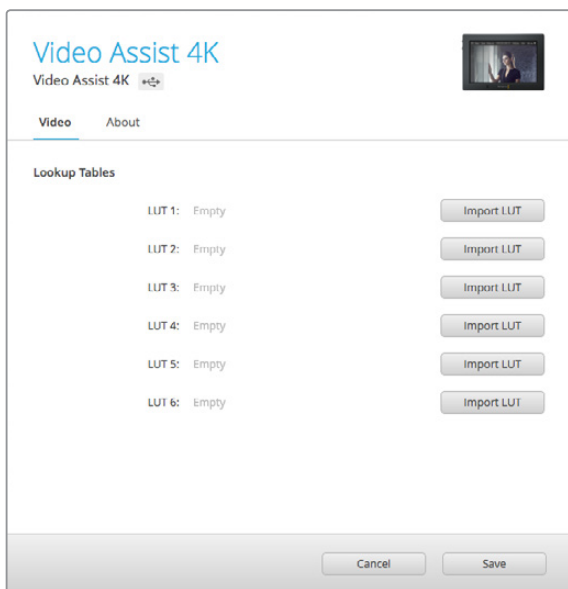 Video Assist 4K
Video Assist 4K
Video About
Lookup Tables
LUT 1: Empty Import LUT
LUT 2: Empty Import LUT
LUT 3: Empty Import LUT
LUT 4: Empty Import LUT
LUT 5: Empty Import LUT
LUT 6: Empty Import LUT
Cancel Save